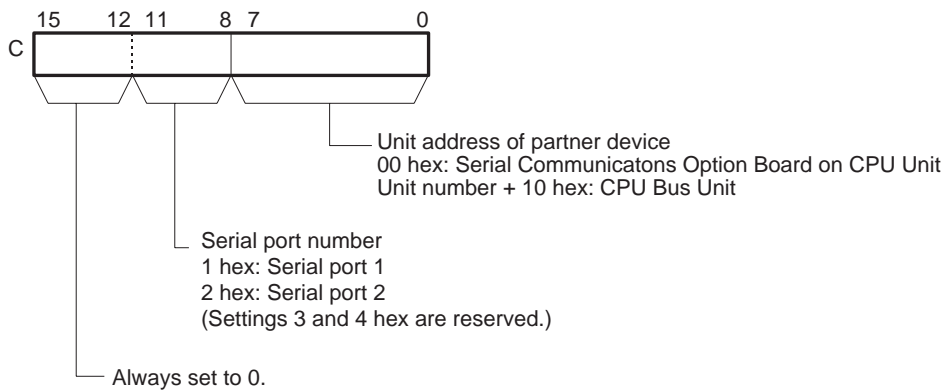 15 12 11 8 7 0
C
Unit address of partner device
00 hex: Serial Communicatons Option Board on CPU Unit
Unit number + 10 hex: CPU Bus Unit
Serial port number
1 hex: Serial port 1
2 hex: Serial port 2
(Settings 3 and 4 hex are reserved.)
Always set to 0.